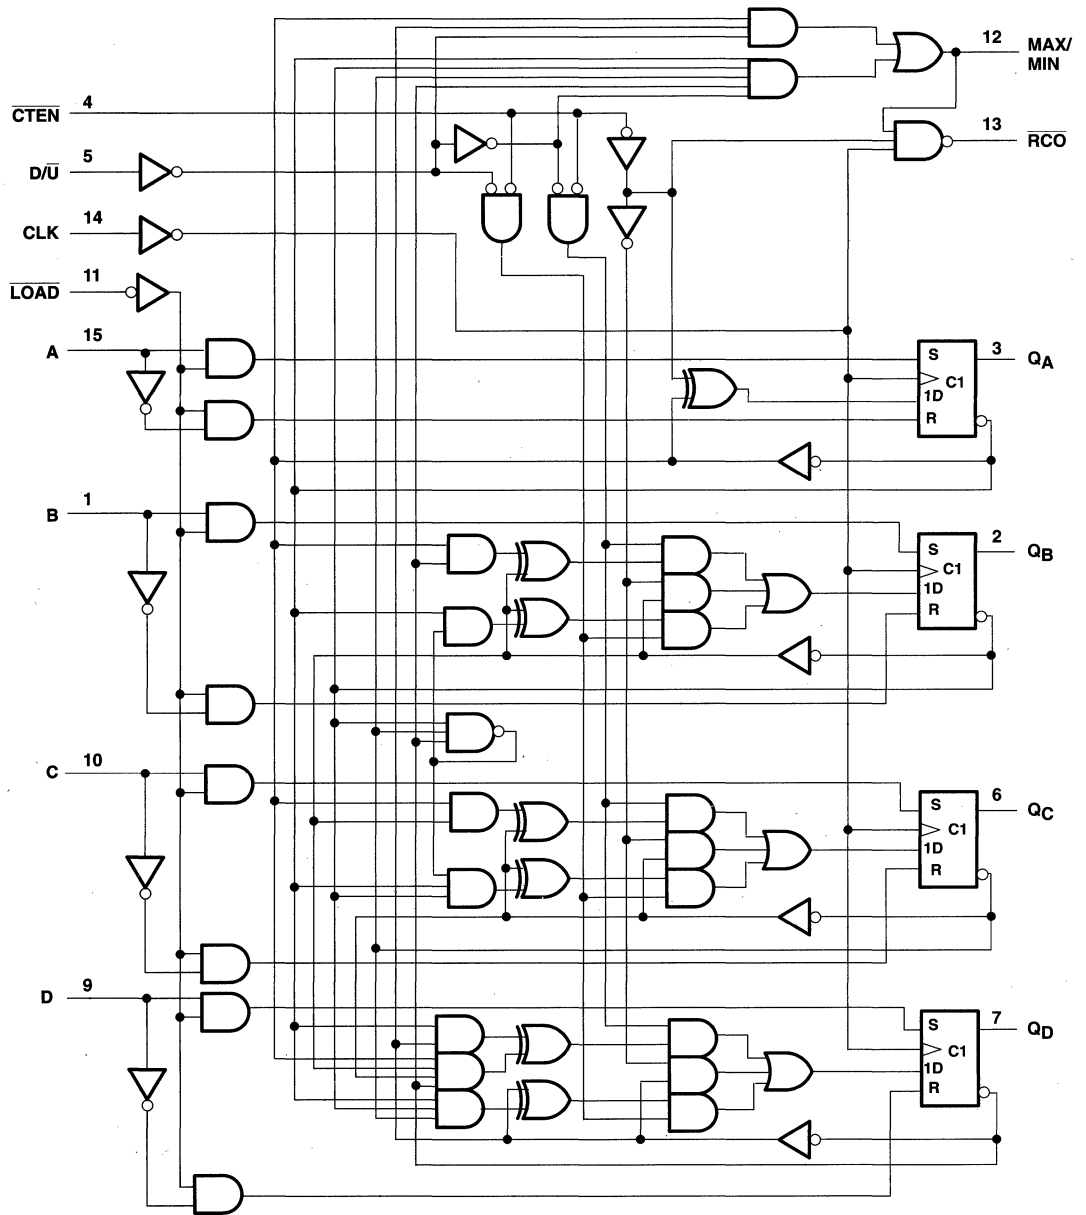 12 MAX/
MIN
CTEN 4
13 RCO
D/U 5
CLK 14
LOAD 11
A 15
S
C1
1D
R
3 QA
B 1
S
C1
1D
R
2 QB
C 10
S
C1
1D
R
6 QC
D 9
S
C1
1D
R
7 QD